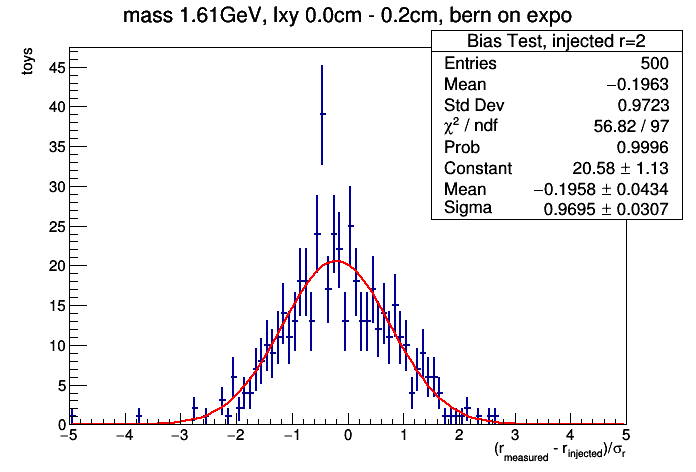 mass 1.61GeV, lxy 0.0cm - 0.2cm, bern on expo
toys
Bias Test, injected r=2
Entries 500
Mean −0.1963
Std Dev 0.9723
χ² / ndf 56.82 / 97
Prob 0.9996
Constant 20.58 ± 1.13
Mean −0.1958 ± 0.0434
Sigma 0.9695 ± 0.0307
45
40
35
30
25
20
15
10
5
0
−5 −4 −3 −2 −1 0 1 2 3 4 5
(r_measured - r_injected)/σ_r